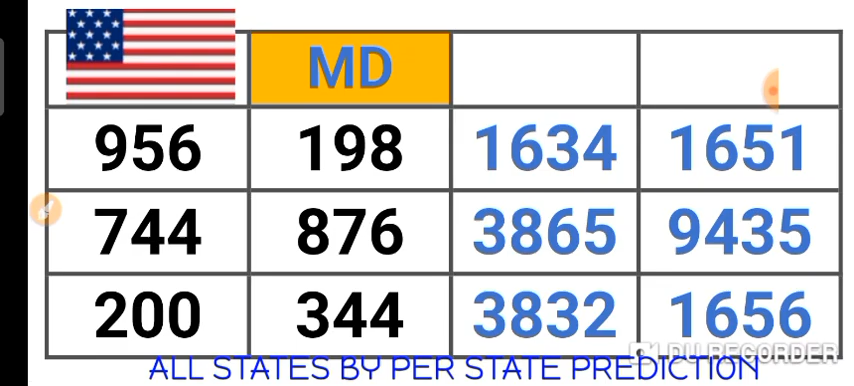 MD
956 198 1634 1651
744 876 3865 9435
200 344 3832 1656
DU RECORDER
ALL STATES BY PER STATE PREDICTION